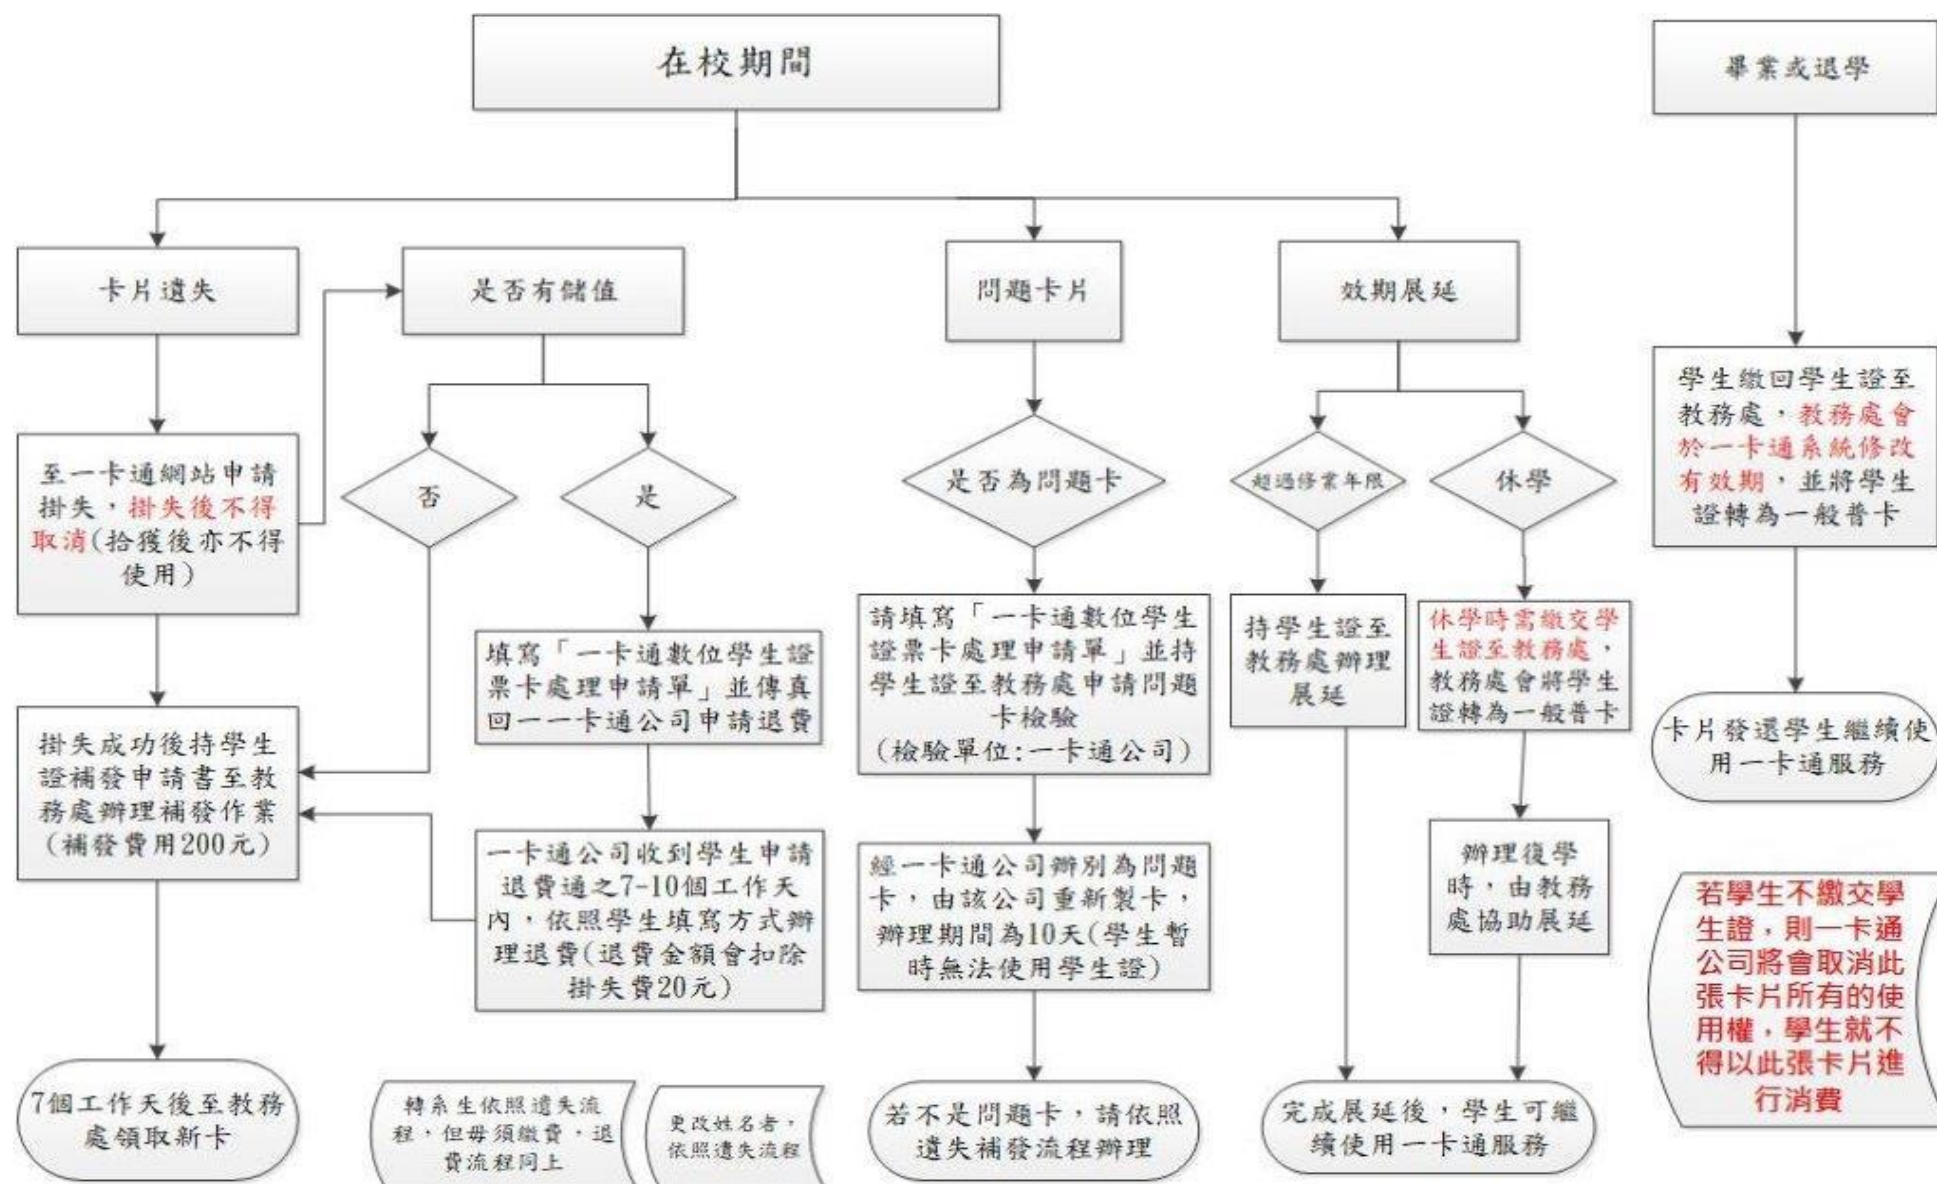 在校期間
畢業或退學
卡片遺失
是否有儲值
問題卡片
效期展延
至一卡通網站申請
掛失，掛失後不得
取消(拾獲後亦不得
使用)
否
是
是否為問題卡
超過修業年限
休學
學生繳回學生證至
教務處，教務處會
於一卡通系統修改
有效期，並將學生
證轉為一般普卡
填寫「一卡通數位學生證
票卡處理申請單」並傳真
回一一卡通公司申請退費
請填寫「一卡通數位學生
證票卡處理申請單」並持
學生證至教務處申請問題
卡檢驗
(檢驗單位:一卡通公司)
持學生證至
教務處辦理
展延
休學時需繳交學
生證至教務處，
教務處會將學生
證轉為一般普卡
卡片發還學生繼續使
用一卡通服務
掛失成功後持學生
證補發申請書至教
務處辦理補發作業
(補發費用200元)
一卡通公司收到學生申請
退費通之7-10個工作天
內，依照學生填寫方式辦
理退費(退費金額會扣除
掛失費20元)
經一卡通公司辨別為問題
卡，由該公司重新製卡，
辦理期間為10天(學生暫
時無法使用學生證)
辦理復學
時，由教務
處協助展延
若學生不繳交學
生證，則一卡通
公司將會取消此
張卡片所有的使
用權，學生就不
得以此張卡片進
行消費
7個工作天後至教務
處領取新卡
轉系生依照遺失流
程，但毋須繳費，退
費流程同上
更改姓名者，
依照遺失流程
若不是問題卡，請依照
遺失補發流程辦理
完成展延後，學生可繼
續使用一卡通服務